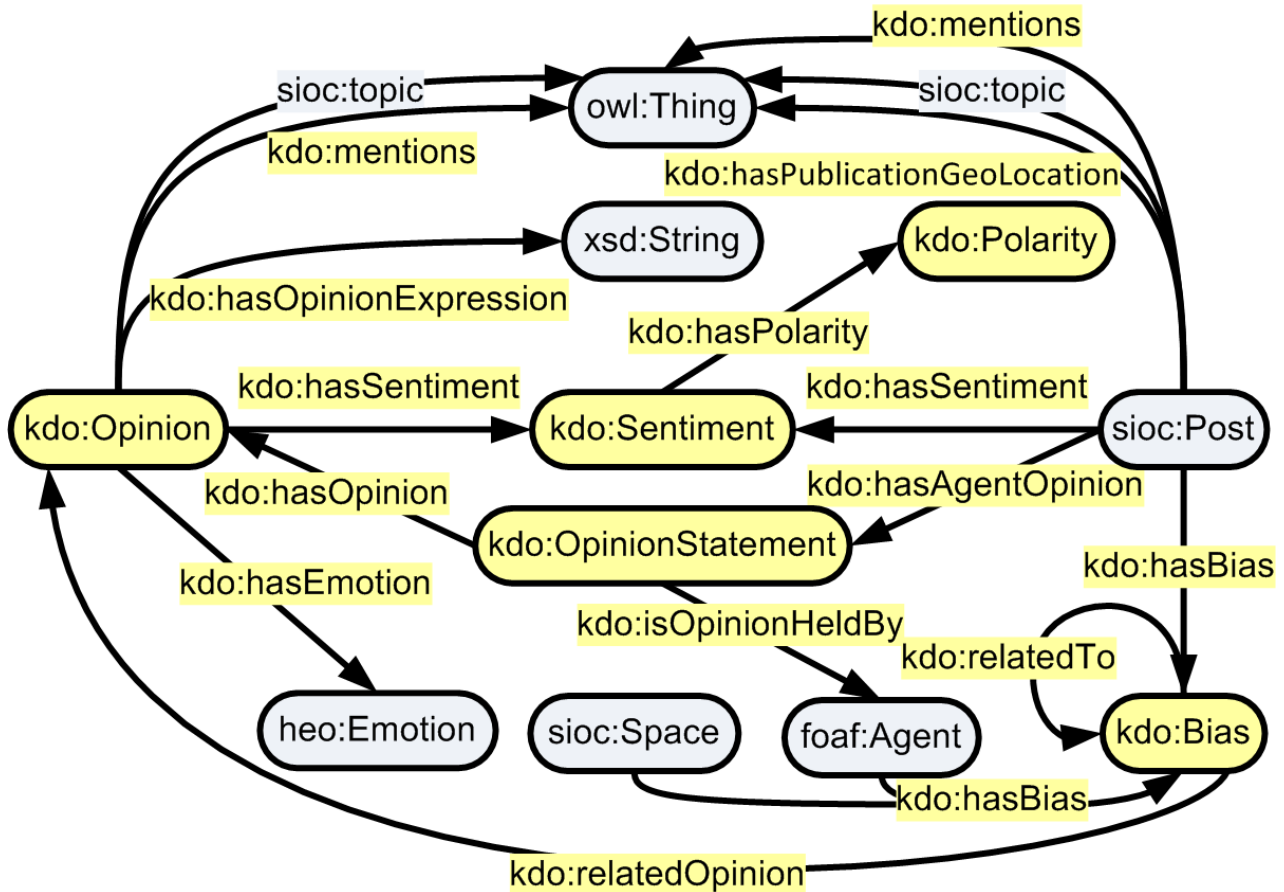 kdo:mentions
sioc:topic
owl:Thing
sioc:topic
kdo:mentions
kdo:hasPublicationGeoLocation
xsd:String
kdo:Polarity
kdo:hasOpinionExpression
kdo:hasPolarity
kdo:hasSentiment
kdo:hasSentiment
kdo:Opinion
kdo:Sentiment
sioc:Post
kdo:hasOpinion
kdo:hasAgentOpinion
kdo:OpinionStatement
kdo:hasEmotion
kdo:hasBias
kdo:isOpinionHeldBy
kdo:relatedTo
heo:Emotion
sioc:Space
foaf:Agent
kdo:Bias
kdo:hasBias
kdo:relatedOpinion